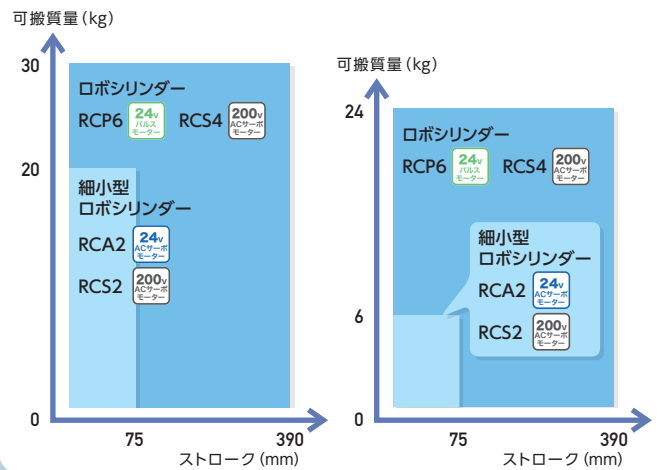 可搬質量(kg)
30
ロボシリンダー
RCP6 24v パルス モーター RCS4 200v ACサーボ モーター
20
細小型
ロボシリンダー
RCA2 24v ACサーボ モーター
RCS2 200v ACサーボ モーター
0
75
390
ストローク(mm)
可搬質量(kg)
24
ロボシリンダー
RCP6 24v パルス モーター RCS4 200v ACサーボ モーター
細小型
ロボシリンダー
RCA2 24v ACサーボ モーター
RCS2 200v ACサーボ モーター
6
0
75
390
ストローク(mm)